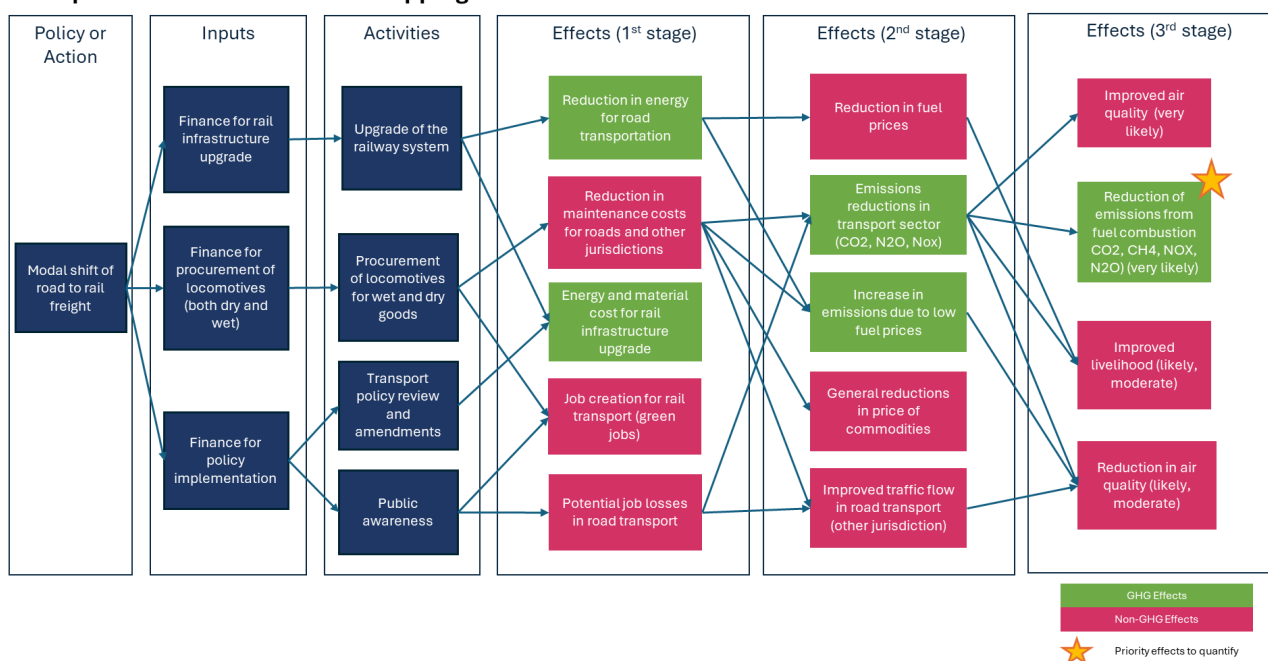 Policy or
Action
Inputs
Activities
Effects (1st stage)
Effects (2nd stage)
Effects (3rd stage)
Modal shift of
road to rail
freight
Finance for rail
infrastructure
upgrade
Finance for
procurement of
locomotives
(both dry and
wet)
Finance for
policy
implementation
Upgrade of the
railway system
Procurement
of locomotives
for wet and dry
goods
Transport
policy review
and
amendments
Public
awareness
Reduction in energy
for road
transportation
Reduction in
maintenance costs
for roads and other
jurisdictions
Energy and material
cost for rail
infrastructure
upgrade
Job creation for rail
transport (green
jobs)
Potential job losses
in road transport
Reduction in fuel
prices
Emissions
reductions in
transport sector
(CO2, N2O, Nox)
Increase in
emissions due to low
fuel prices
General reductions
in price of
commodities
Improved traffic flow
in road transport
(other jurisdiction)
Improved air
quality (very
likely)
Reduction of
emissions from
fuel combustion
CO2, CH4, NOX,
N2O) (very likely)
Improved
livelihood (likely,
moderate)
Reduction in air
quality (likely,
moderate)
GHG Effects
Non-GHG Effects
Priority effects to quantify